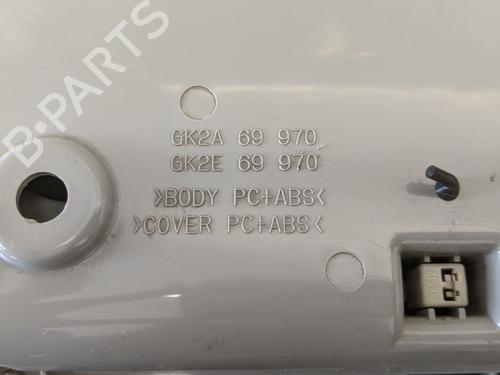 GK2A 69 970
GK2E 69 970
>BODY PC+ABS<
>COVER PC+ABS<
B-PARTS